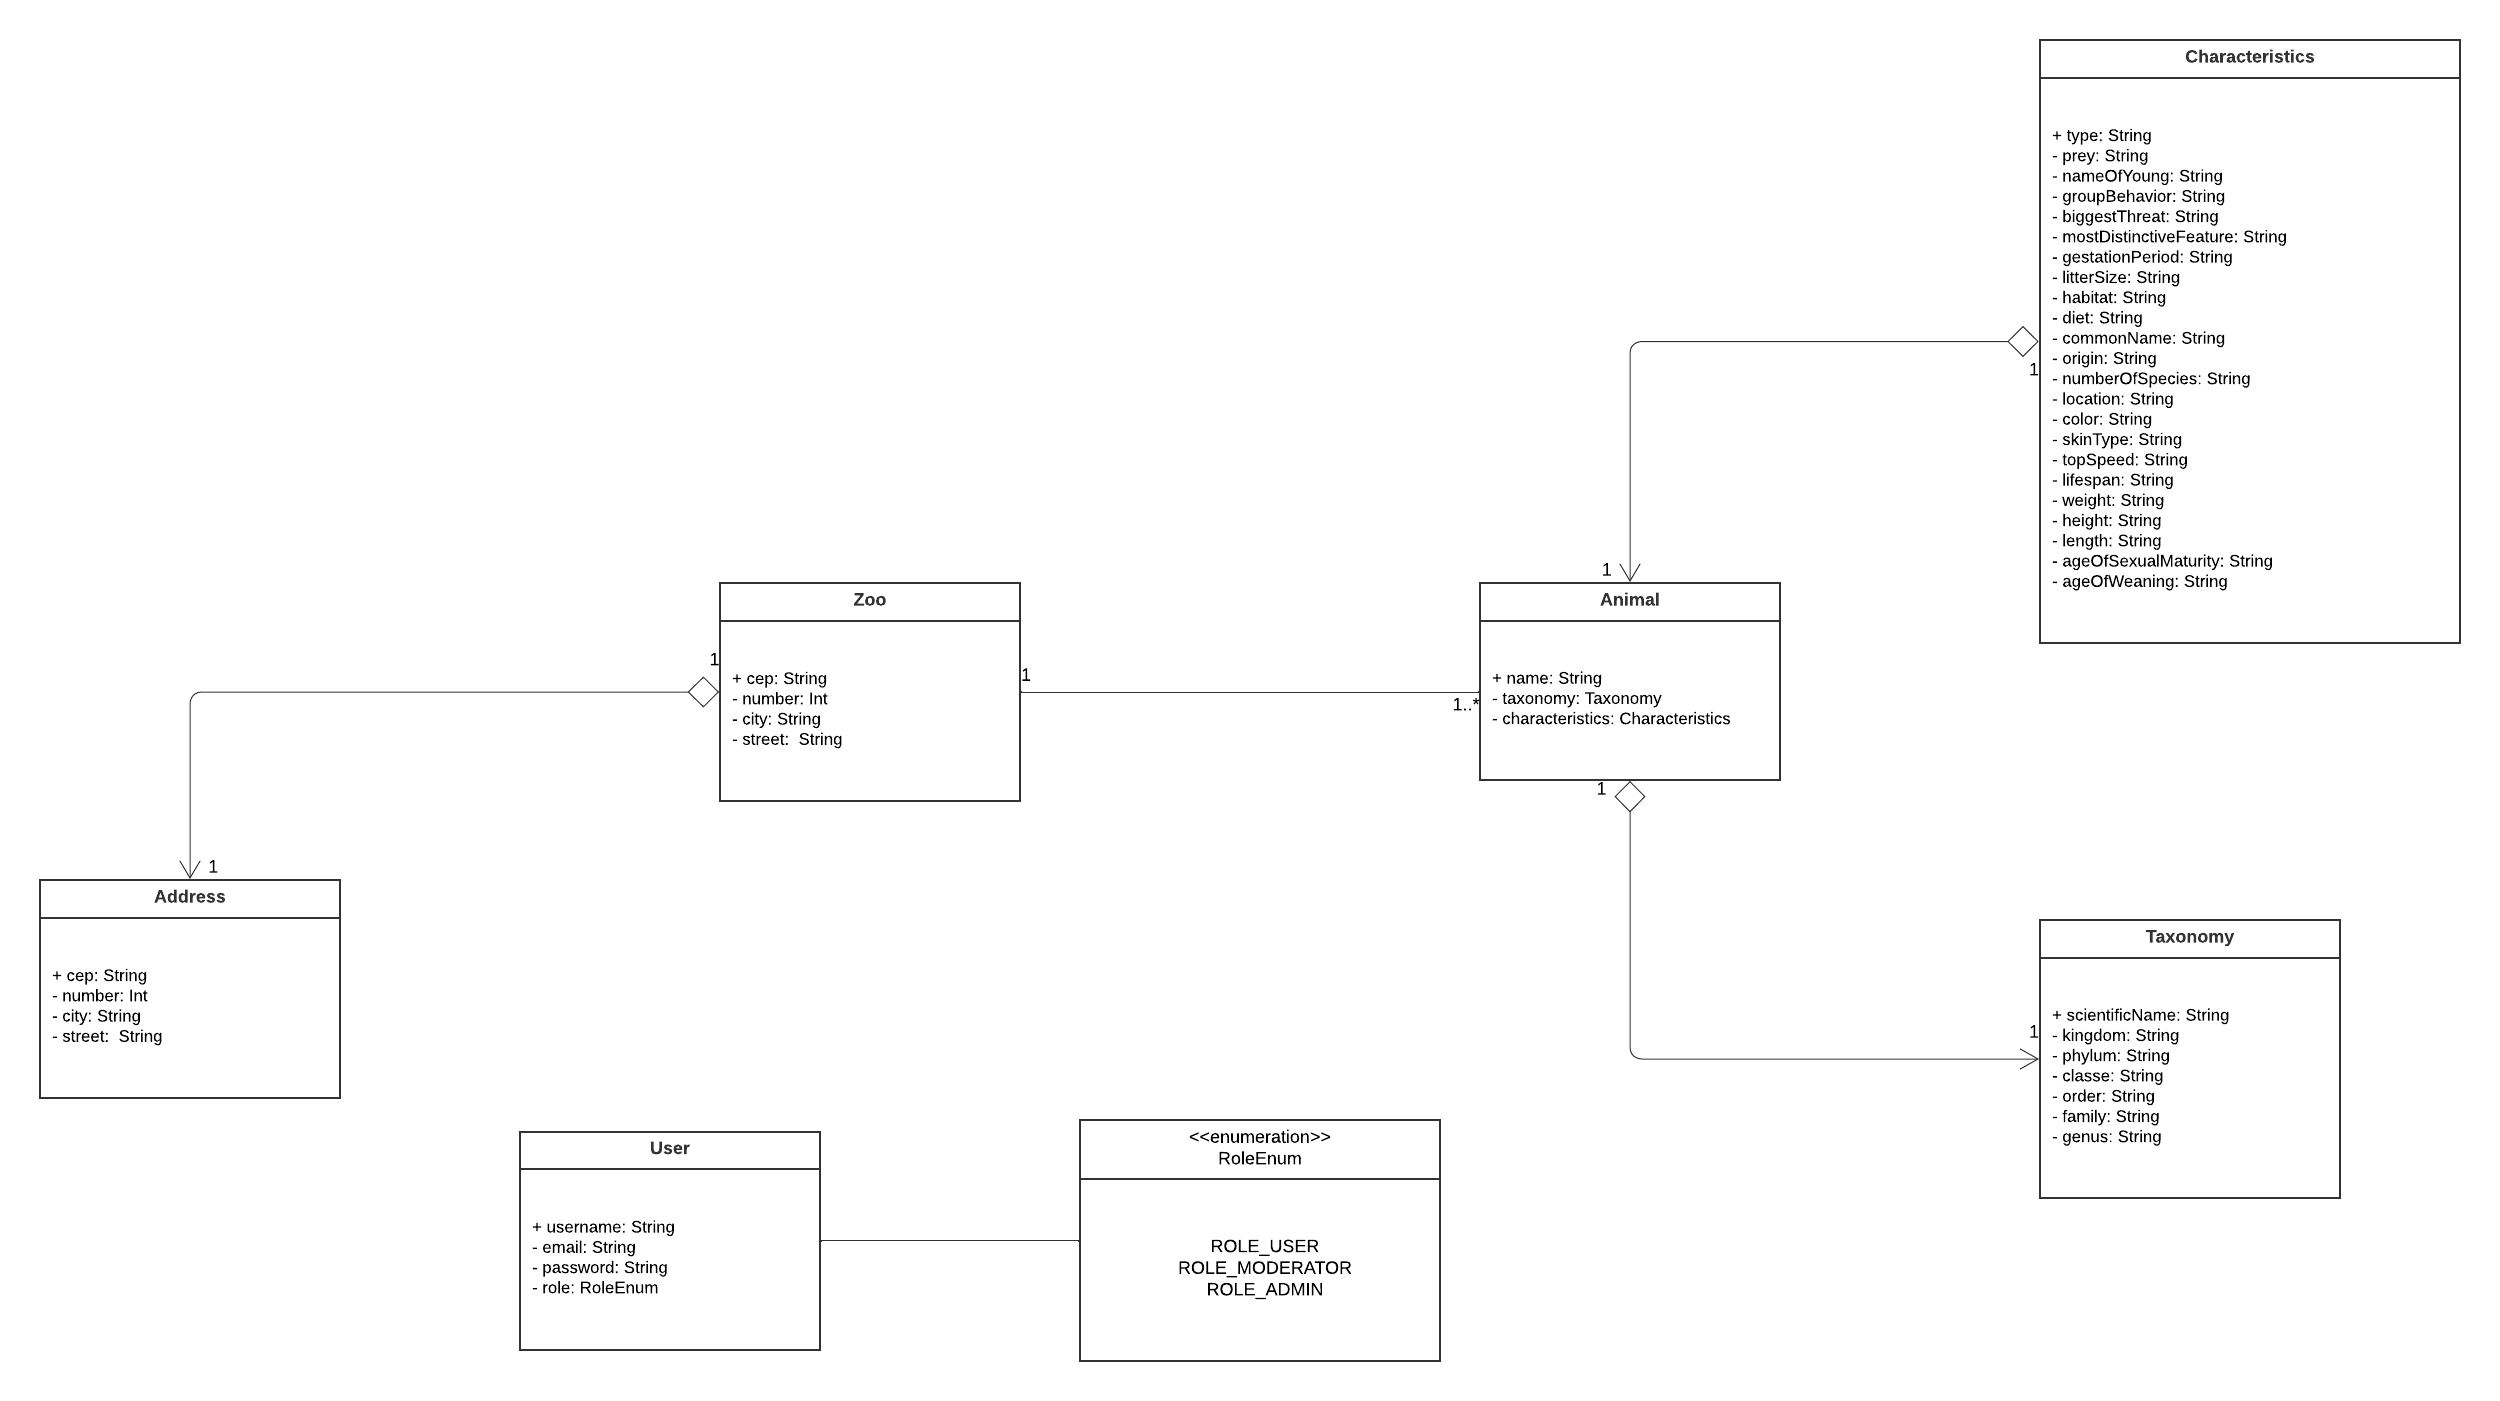 Characteristics
+ type: String
- prey: String
- nameOfYoung: String
- groupBehavior: String
- biggestThreat: String
- mostDistinctiveFeature: String
- gestationPeriod: String
- litterSize: String
- habitat: String
- diet: String
- commonName: String
- origin: String
- numberOfSpecies: String
- location: String
- color: String
- skinType: String
- topSpeed: String
- lifespan: String
- weight: String
- height: String
- length: String
- ageOfSexualMaturity: String
- ageOfWeaning: String
1
1
Zoo
+ cep: String
- number: Int
- city: String
- street:  String
1
1
1..*
Animal
+ name: String
- taxonomy: Taxonomy
- characteristics: Characteristics
1
1
Address
+ cep: String
- number: Int
- city: String
- street:  String
1
Taxonomy
+ scientificName: String
- kingdom: String
- phylum: String
- classe: String
- order: String
- family: String
- genus: String
User
+ username: String
- email: String
- password: String
- role: RoleEnum
<<enumeration>>
RoleEnum
ROLE_USER
ROLE_MODERATOR
ROLE_ADMIN